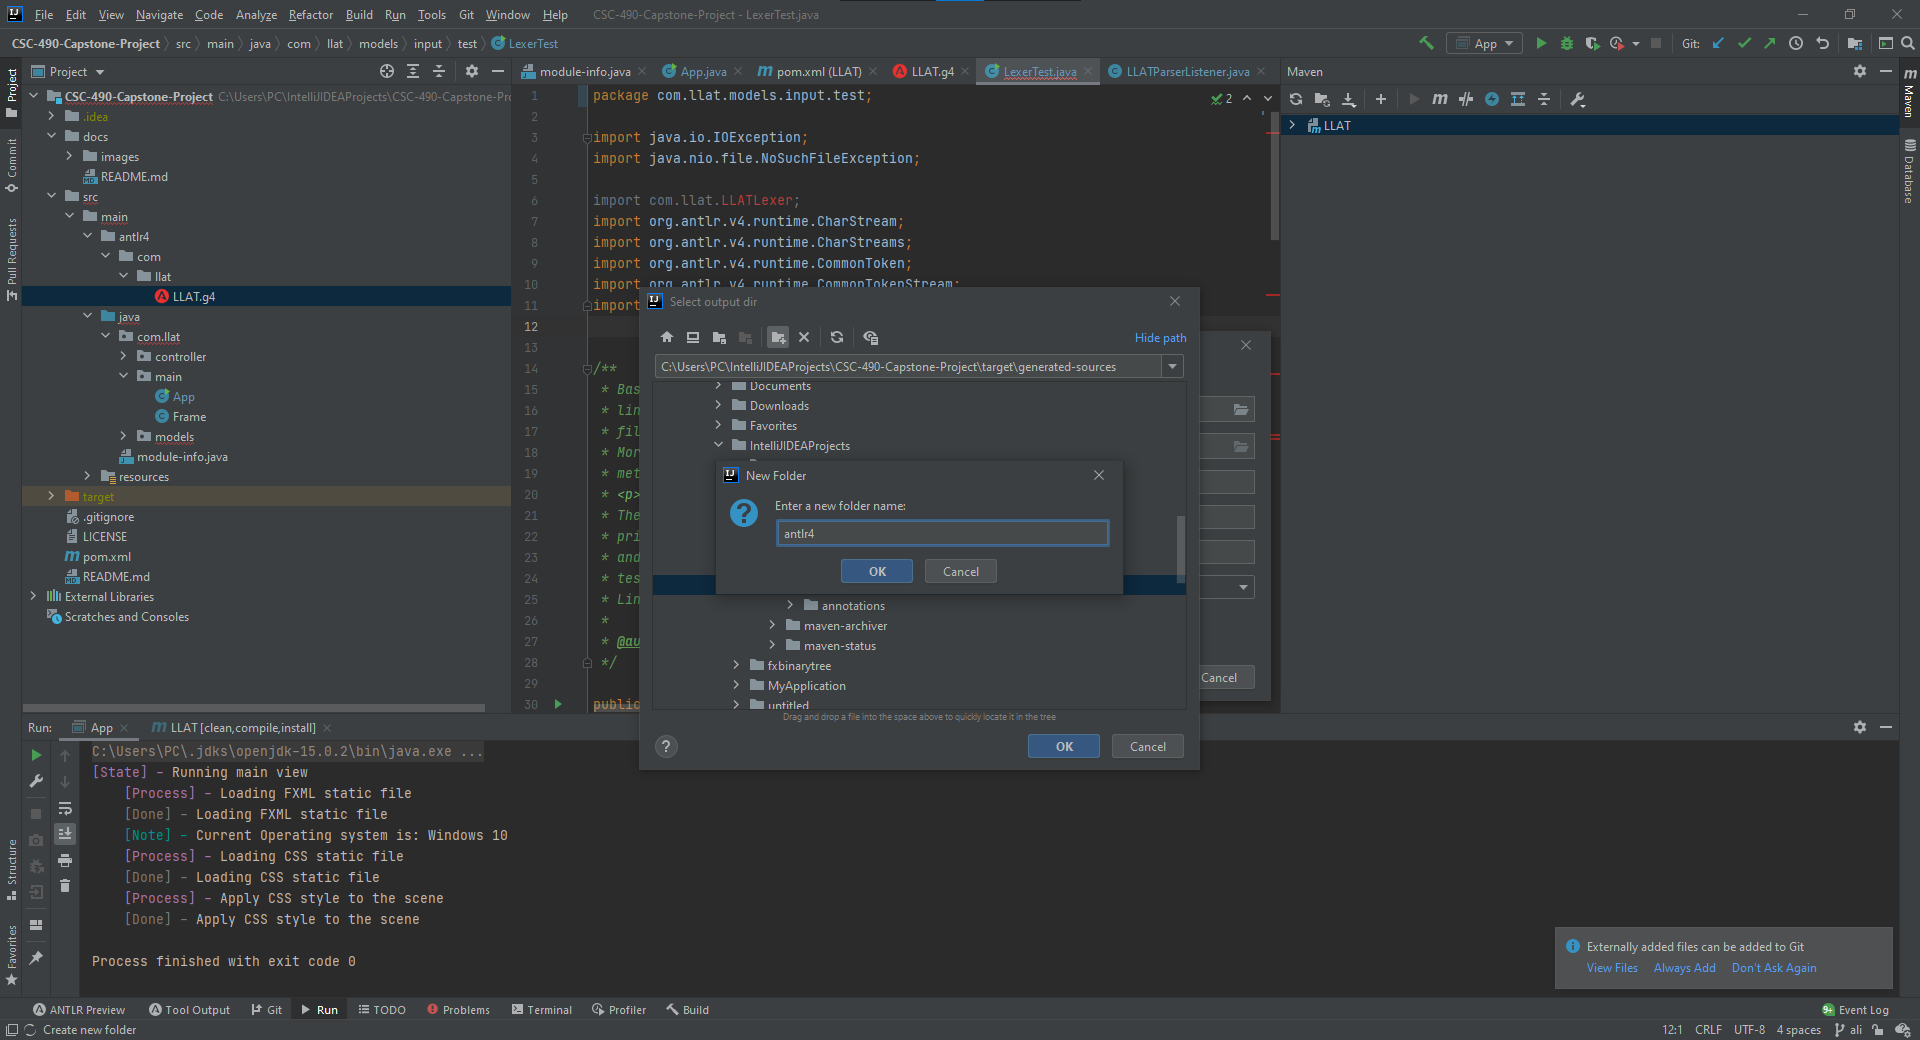 File Edit View Navigate Code Analyze Refactor Build Run Tools Git Window Help CSC-490-Capstone-Project - LexerTest.java
CSC-490-Capstone-Project src main java com llat models input test LexerTest
App
Git:
Project
module-info.java App.java pom.xml (LLAT) LLAT.g4 LexerTest.java LLATParserListener.java
Maven
CSC-490-Capstone-Project C:\Users\PC\IntelliJIDEAProjects\CSC-490-Capstone-Pr
.idea
docs
images
README.md
src
main
antlr4
com
llat
LLAT.g4
java
com.llat
controller
main
App
Frame
models
module-info.java
resources
target
.gitignore
LICENSE
pom.xml
README.md
External Libraries
Scratches and Consoles
Project
Commit
Pull Requests
Structure
Favorites
1 package com.llat.models.input.test;
2
3 import java.io.IOException;
4 import java.nio.file.NoSuchFileException;
5
6 import com.llat.LLATLexer;
7 import org.antlr.v4.runtime.CharStream;
8 import org.antlr.v4.runtime.CharStreams;
9 import org.antlr.v4.runtime.CommonToken;
10 import org.antlr.v4.runtime.CommonTokenStream;
11 import
12
13
14 /**
15 * Bas
16 * lin
17 * fil
18 * Mor
19 * met
20 * <p>
21 * The
22 * pri
23 * and
24 * tes
25 * Lin
26 *
27 * @au
28 */
29
30 public
2
LLAT
Maven
Database
Select output dir
Hide path
C:\Users\PC\IntelliJIDEAProjects\CSC-490-Capstone-Project\target\generated-sources
Documents
Downloads
Favorites
IntelliJIDEAProjects
New Folder
Enter a new folder name:
antlr4
OK Cancel
annotations
maven-archiver
maven-status
fxbinarytree
MyApplication
untitled
Drag and drop a file into the space above to quickly locate it in the tree
OK Cancel
Cancel
Run: App LLAT [clean,compile,install]
C:\Users\PC\.jdks\openjdk-15.0.2\bin\java.exe ...
[State] - Running main view
[Process] - Loading FXML static file
[Done] - Loading FXML static file
[Note] - Current Operating system is: Windows 10
[Process] - Loading CSS static file
[Done] - Loading CSS static file
[Process] - Apply CSS style to the scene
[Done] - Apply CSS style to the scene
Process finished with exit code 0
Externally added files can be added to Git
View Files Always Add Don't Ask Again
ANTLR Preview Tool Output Git Run TODO Problems Terminal Profiler Build
9+ Event Log
Create new folder
12:1 CRLF UTF-8 4 spaces ali